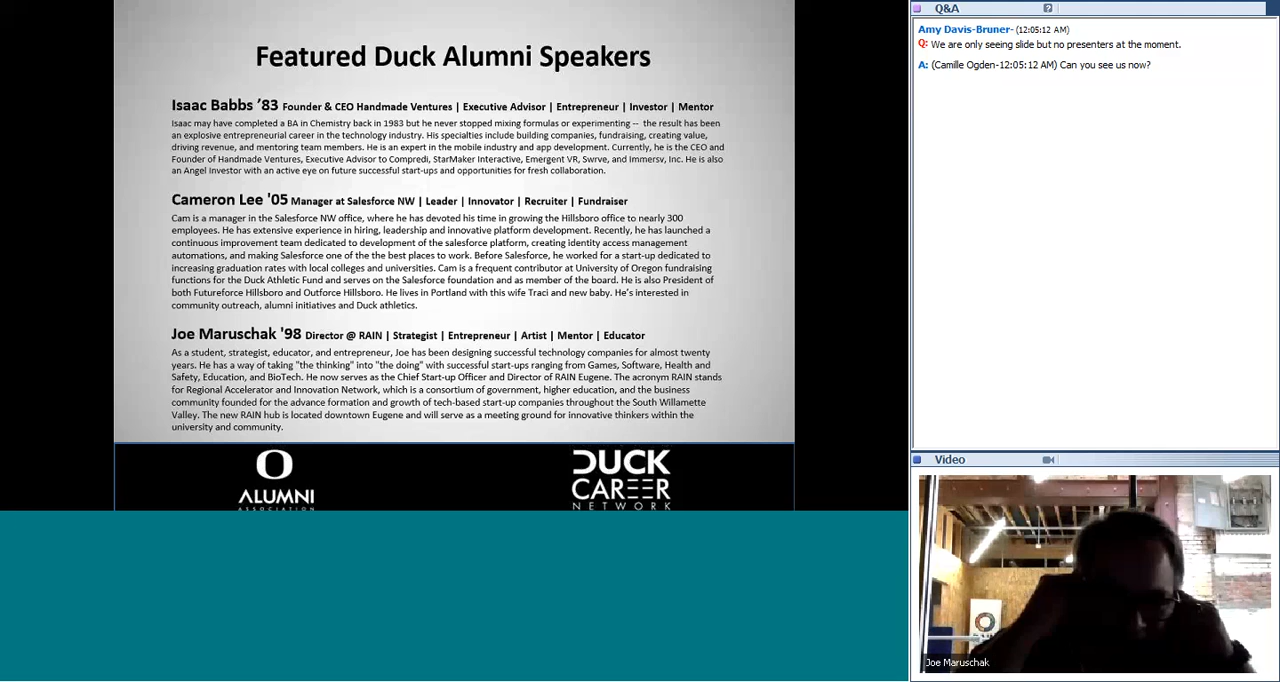 Featured Duck Alumni Speakers
Isaac Babbs ’83 Founder & CEO Handmade Ventures | Executive Advisor | Entrepreneur | Investor | Mentor
Isaac may have completed a BA in Chemistry back in 1983 but he never stopped mixing formulas or experimenting -- the result has been
an explosive entrepreneurial career in the technology industry. His specialties include building companies, fundraising, creating value,
driving revenue, and mentoring team members. He is an expert in the mobile industry and app development. Currently, he is the CEO and
Founder of Handmade Ventures, Executive Advisor to Compredi, StarMaker Interactive, Emergent VR, Swrve, and Immersv, Inc. He is also
an Angel Investor with an active eye on future successful start-ups and opportunities for fresh collaboration.
Cameron Lee '05 Manager at Salesforce NW | Leader | Innovator | Recruiter | Fundraiser
Cam is a manager in the Salesforce NW office, where he has devoted his time in growing the Hillsboro office to nearly 300
employees. He has extensive experience in hiring, leadership and innovative platform development. Recently, he has launched a
continuous improvement team dedicated to development of the salesforce platform, creating identity access management
automations, and making Salesforce one of the the best places to work. Before Salesforce, he worked for a start-up dedicated to
increasing graduation rates with local colleges and universities. Cam is a frequent contributor at University of Oregon fundraising
functions for the Duck Athletic Fund and serves on the Salesforce foundation and as member of the board. He is also President of
both Futureforce Hillsboro and Outforce Hillsboro. He lives in Portland with this wife Traci and new baby. He’s interested in
community outreach, alumni initiatives and Duck athletics.
Joe Maruschak '98 Director @ RAIN | Strategist | Entrepreneur | Artist | Mentor | Educator
As a student, strategist, educator, and entrepreneur, Joe has been designing successful technology companies for almost twenty
years. He has a way of taking "the thinking" into "the doing" with successful start-ups ranging from Games, Software, Health and
Safety, Education, and BioTech. He now serves as the Chief Start-up Officer and Director of RAIN Eugene. The acronym RAIN stands
for Regional Accelerator and Innovation Network, which is a consortium of government, higher education, and the business
community founded for the advance formation and growth of tech-based start-up companies throughout the South Willamette
Valley. The new RAIN hub is located downtown Eugene and will serve as a meeting ground for innovative thinkers within the
university and community.
O
ALUMNI
ASSOCIATION
DUCK
CAREER
NETWORK
Q&A
Amy Davis-Bruner- (12:05:12 AM)
Q: We are only seeing slide but no presenters at the moment.
A: (Camille Ogden-12:05:12 AM) Can you see us now?
Video
Joe Maruschak